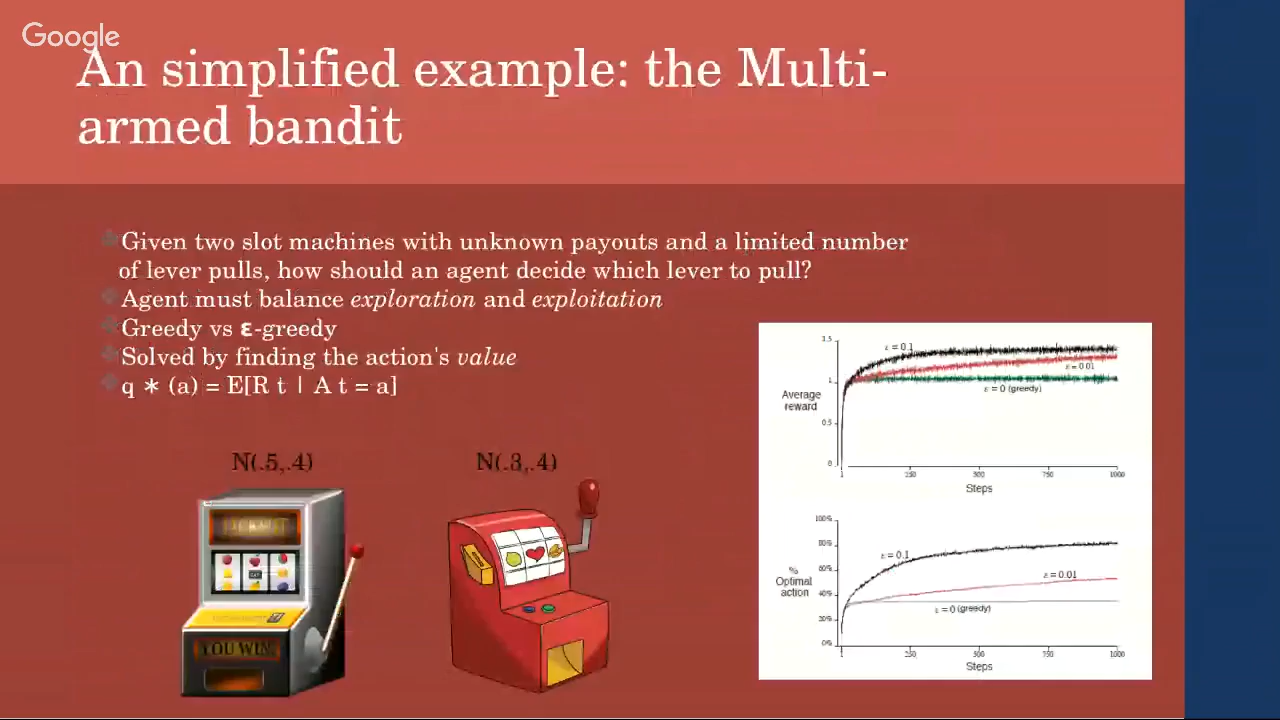 Google
An simplified example: the Multi-
armed bandit
Given two slot machines with unknown payouts and a limited number
of lever pulls, how should an agent decide which lever to pull?
Agent must balance exploration and exploitation
Greedy vs ε-greedy
Solved by finding the action's value
q ∗ (a) = E[R t | A t = a]
N(.5,.4)
N(.3,.4)
YOU WIN!
1.5
1
0.5
0
Average
reward
ε = 0.1
ε = 0.01
ε = 0 (greedy)
1
250
500
750
1000
Steps
100%
80%
60%
40%
20%
0%
%
Optimal
action
ε = 0.1
ε = 0.01
ε = 0 (greedy)
1
250
500
750
1000
Steps